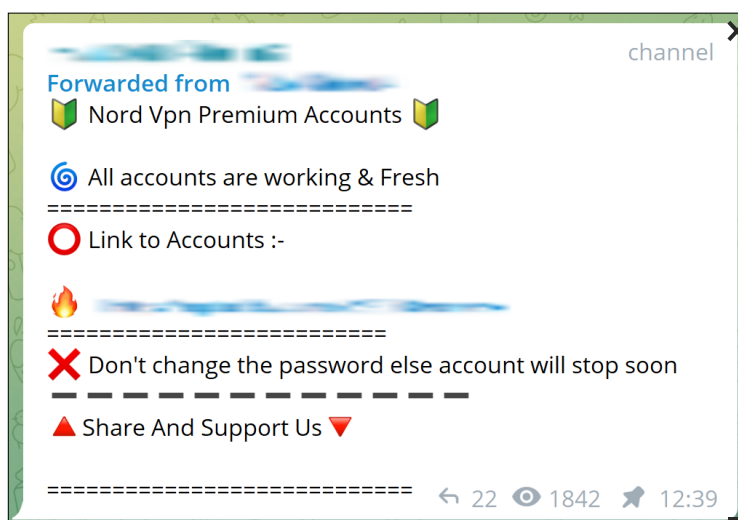 channel
Forwarded from
🔰 Nord Vpn Premium Accounts 🔰
🌀 All accounts are working & Fresh
============================
⭕ Link to Accounts :-
🔥
==========================
❌ Don't change the password else account will stop soon
➖➖➖➖➖➖➖➖➖➖➖➖
🔺 Share And Support Us 🔻
============================
22 1842 12:39